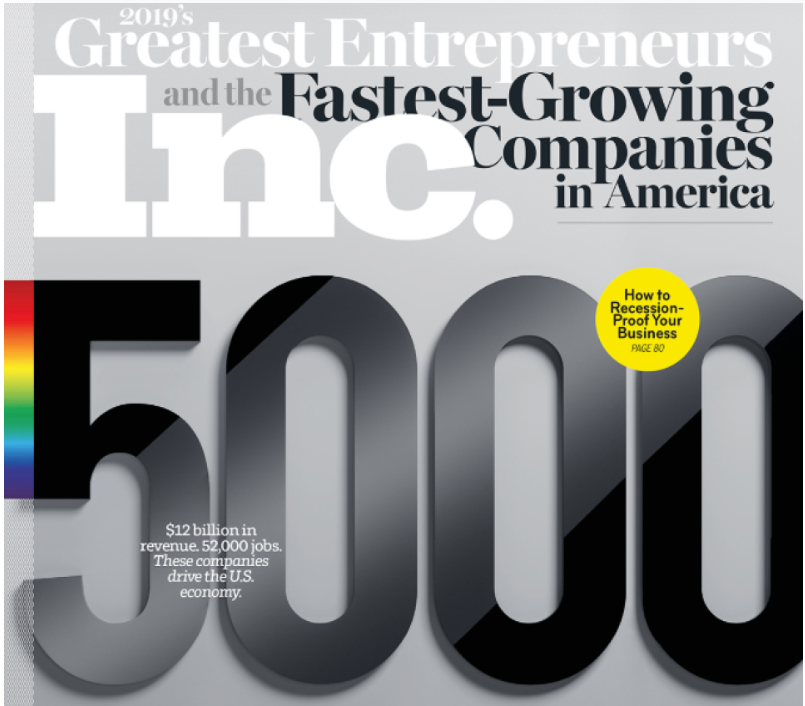 2019's
Greatest Entrepreneurs
and the Fastest-Growing
Inc.
Companies
in America
5000
How to
Recession-
Proof Your
Business
PAGE 80
$12 billion in
revenue. 52,000 jobs.
These companies
drive the U.S.
economy.